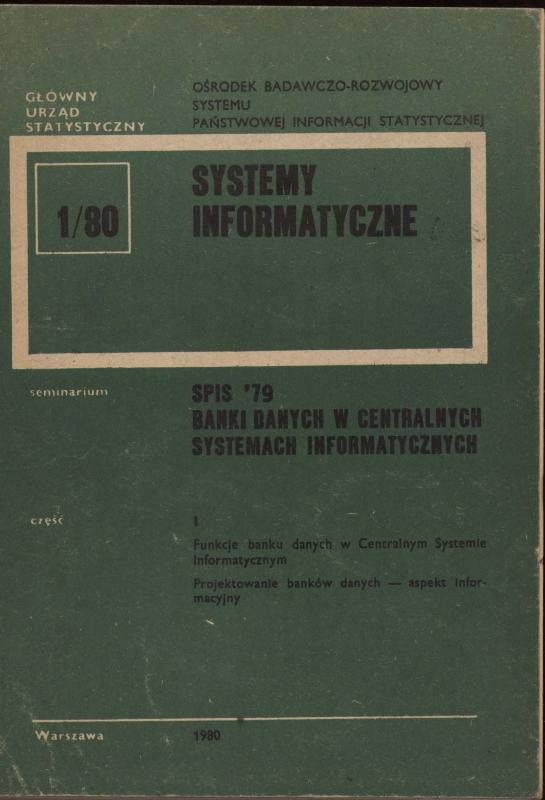 GŁÓWNY
URZĄD
STATYSTYCZNY
OŚRODEK BADAWCZO-ROZWOJOWY
SYSTEMU
PAŃSTWOWEJ INFORMACJI STATYSTYCZNEJ
1/80
SYSTEMY
INFORMATYCZNE
seminarium
SPIS '79
BANKI DANYCH W CENTRALNYCH
SYSTEMACH INFORMATYCZNYCH
część
I
Funkcje banku danych w Centralnym Systemie
Informatycznym
Projektowanie banków danych — aspekt infor-
macyjny
Warszawa
1980